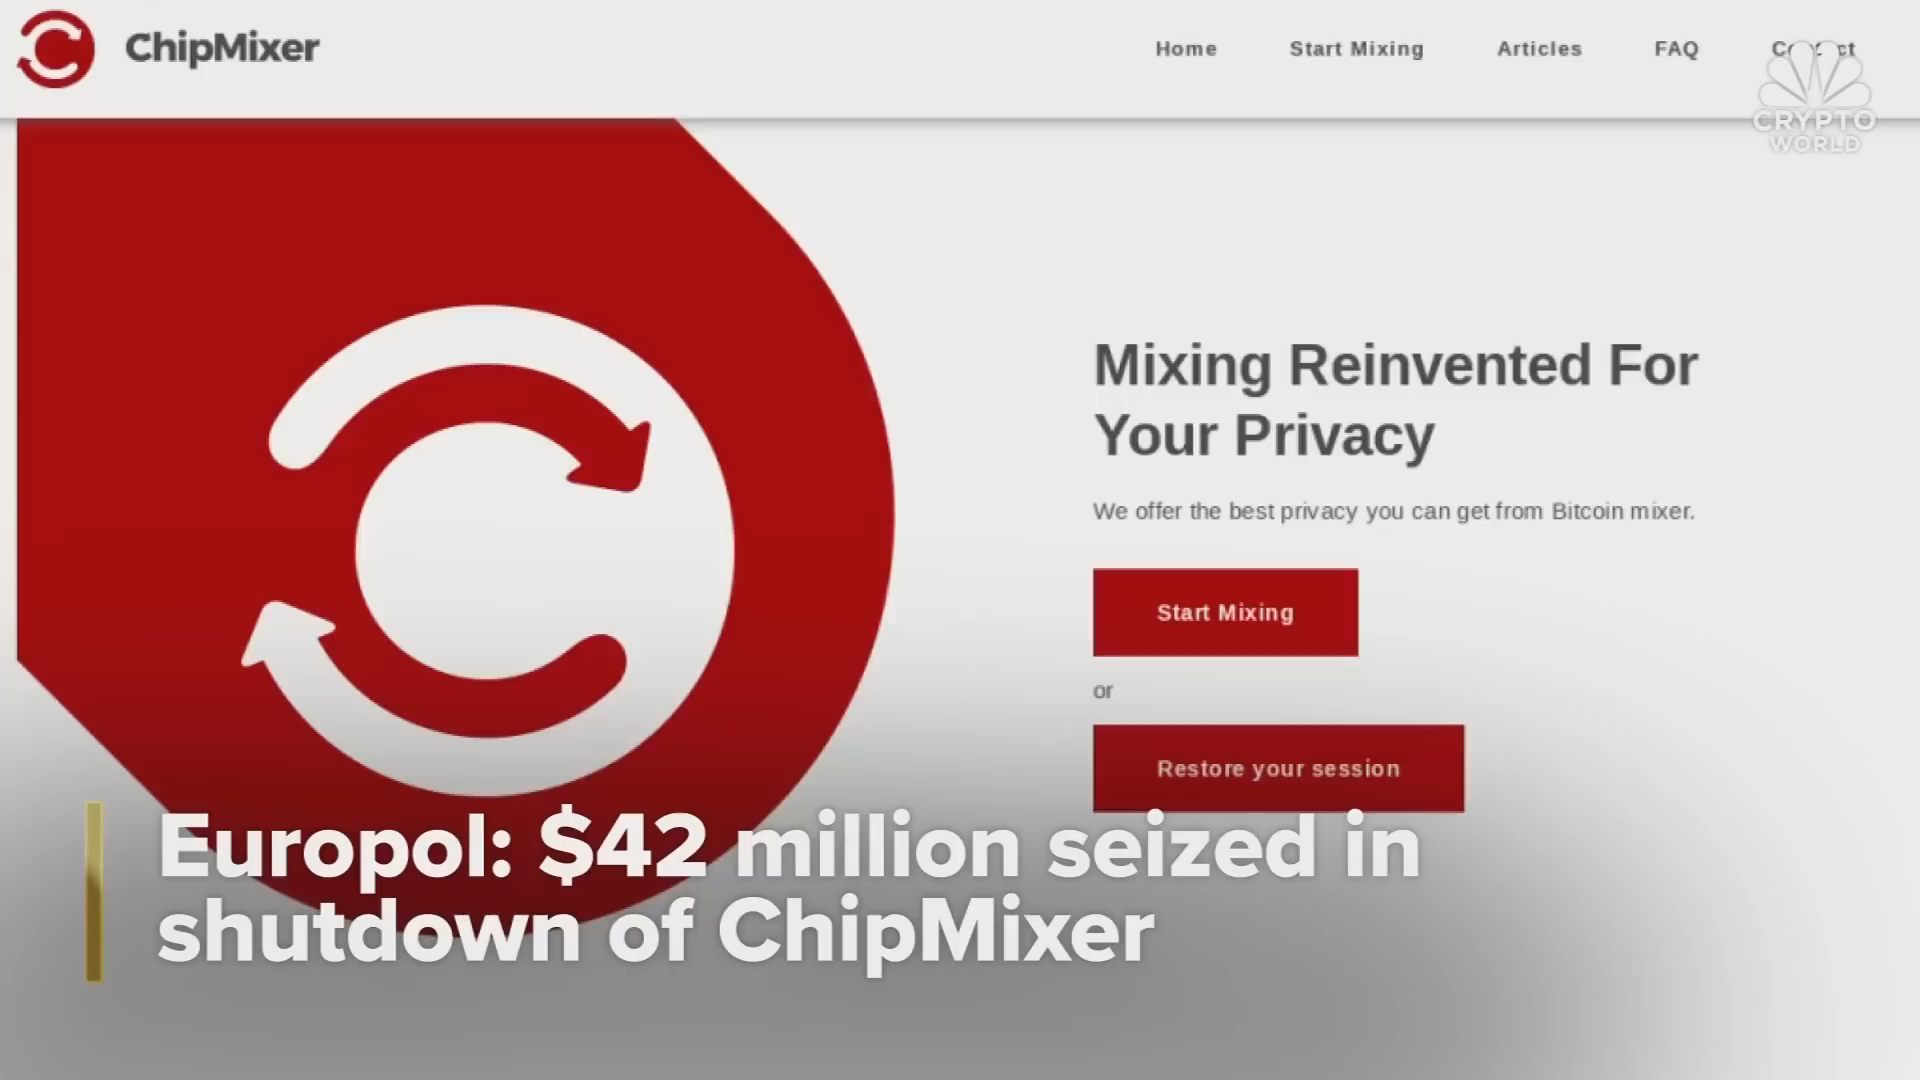 ChipMixer
Home Start Mixing Articles FAQ Contact
CRYPTO
WORLD
Mixing Reinvented For
Your Privacy
We offer the best privacy you can get from Bitcoin mixer.
Start Mixing
or
Restore your session
Europol: $42 million seized in
shutdown of ChipMixer